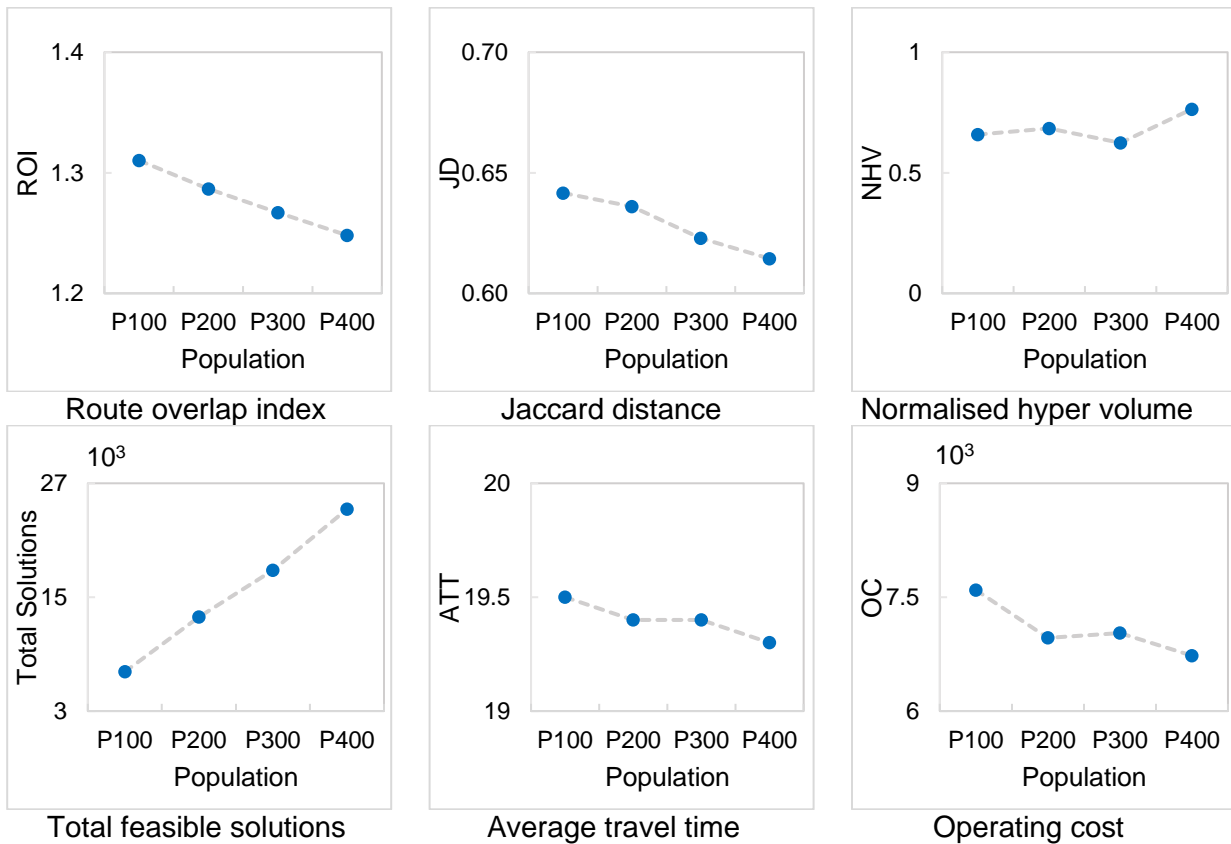 1.4
1.3
1.2
ROI
P100 P200 P300 P400
Population
Route overlap index
0.70
0.65
0.60
JD
P100 P200 P300 P400
Population
Jaccard distance
1
0.5
0
NHV
P100 P200 P300 P400
Population
Normalised hyper volume
10³
27
15
3
Total Solutions
P100 P200 P300 P400
Population
Total feasible solutions
20
19.5
19
ATT
P100 P200 P300 P400
Population
Average travel time
10³
9
7.5
6
OC
P100 P200 P300 P400
Population
Operating cost